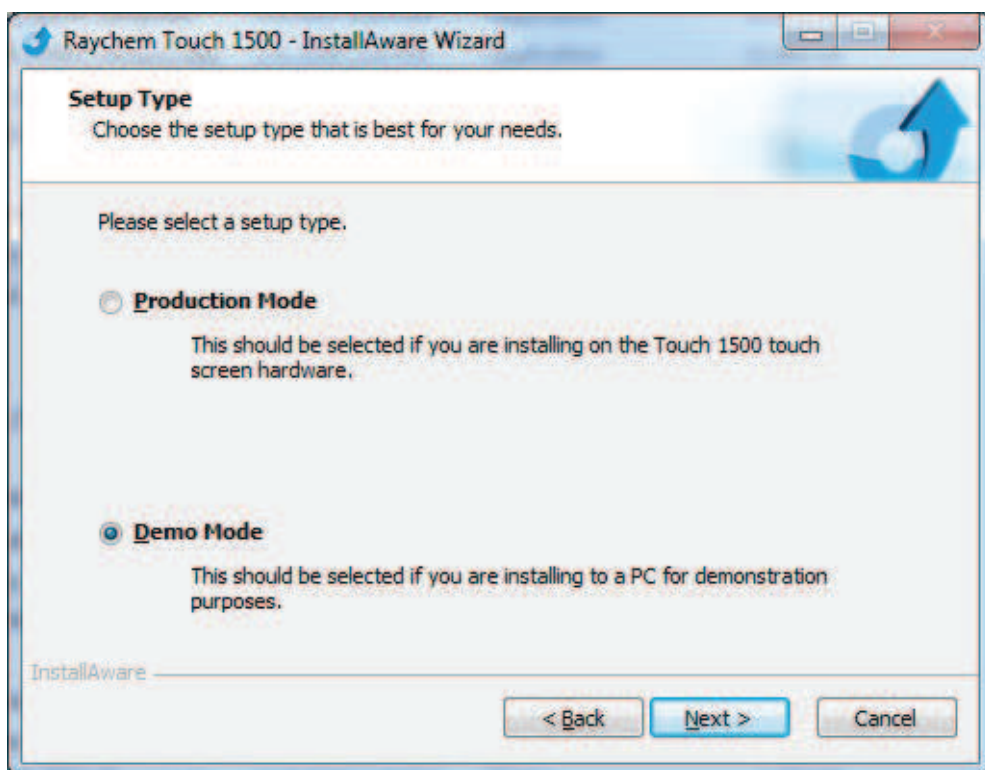 Raychem Touch 1500 - InstallAware Wizard
Setup Type
Choose the setup type that is best for your needs.
Please select a setup type.
Production Mode
This should be selected if you are installing on the Touch 1500 touch
screen hardware.
Demo Mode
This should be selected if you are installing to a PC for demonstration
purposes.
InstallAware
< Back
Next >
Cancel